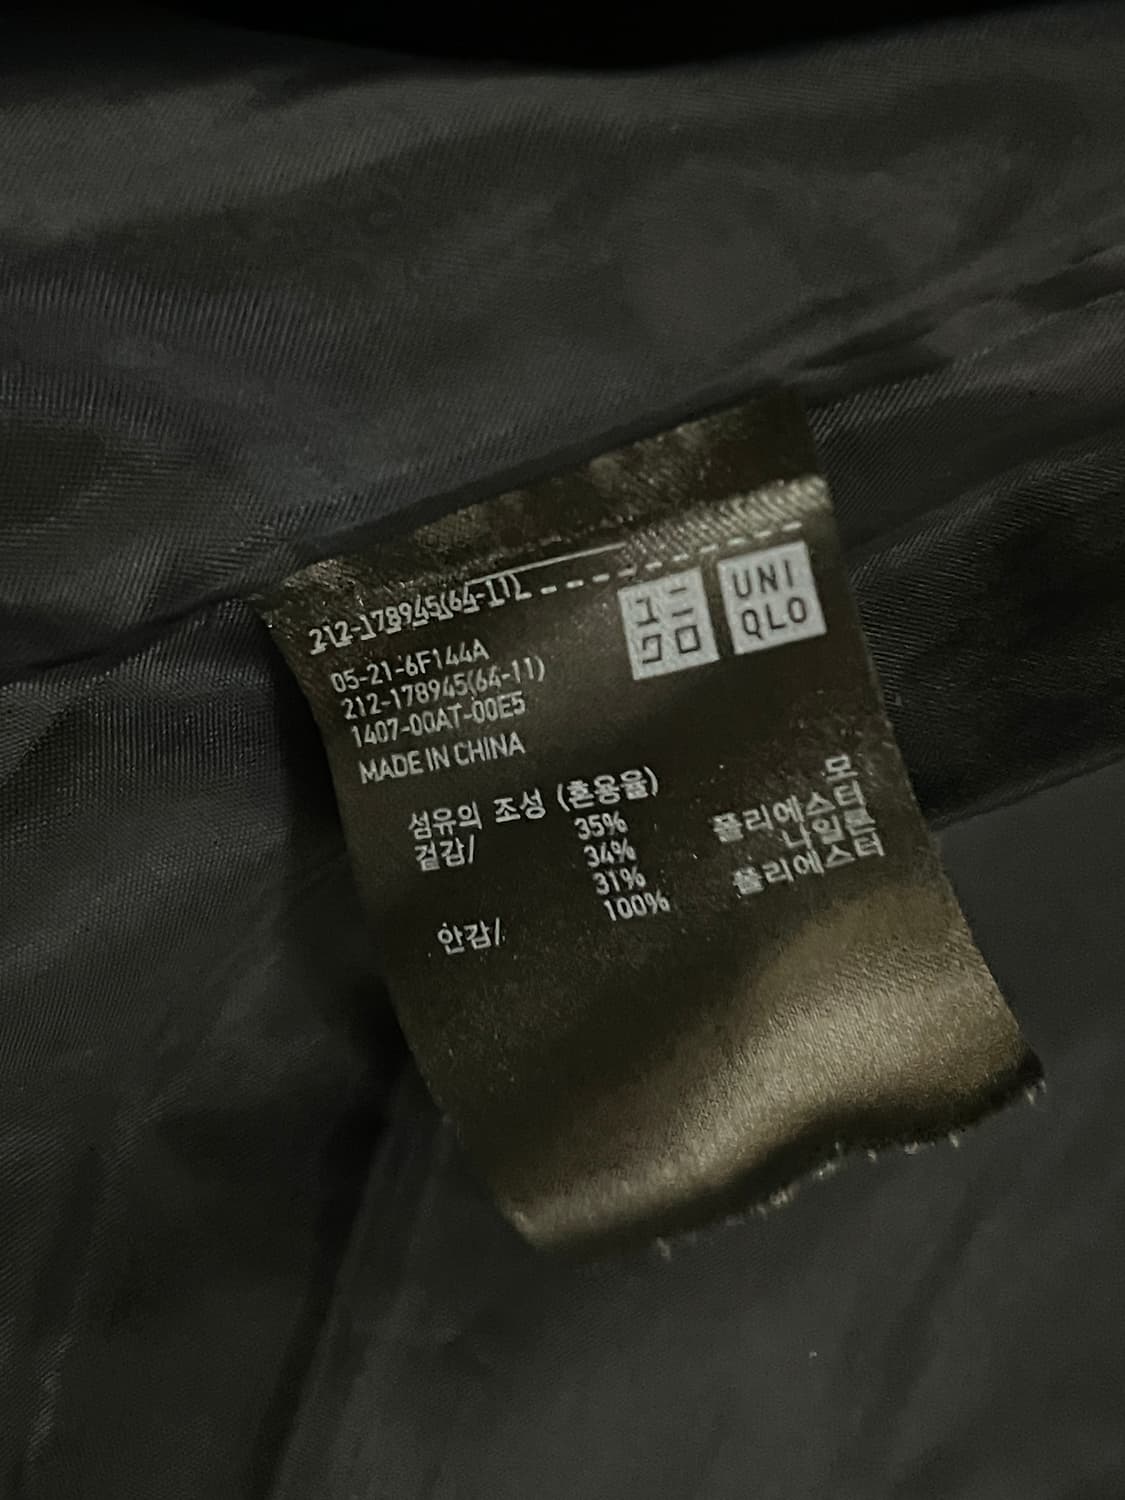 212-178945(64-11)
ユニ
クロ
UNI
QLO
05-21-6F144A
212-178945(64-11)
1407-00AT-00E5
MADE IN CHINA
섬유의 조성 (혼용율)
겉감/ 35% 모
34% 폴리에스터
31% 나일론
안감/ 100% 폴리에스터